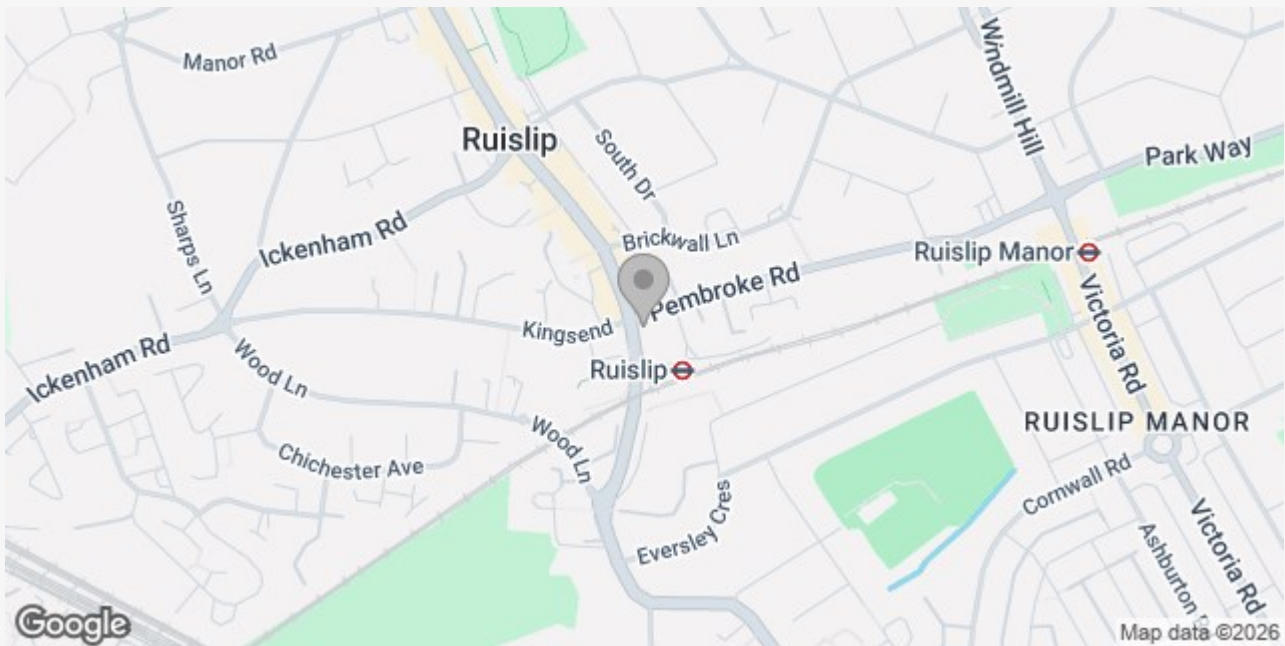 Manor Rd
Ruislip
South Dr
Windmill Hill
Park Way
Sharps Ln
Ickenham Rd
Brickwall Ln
Ruislip Manor
Pembroke Rd
Kingsend
Victoria Rd
Ickenham Rd
Wood Ln
Ruislip
RUISLIP MANOR
Wood Ln
Chichester Ave
Cornwall Rd
Eversley Cres
Ashburton
Victoria Rd
Google
Map data ©2026